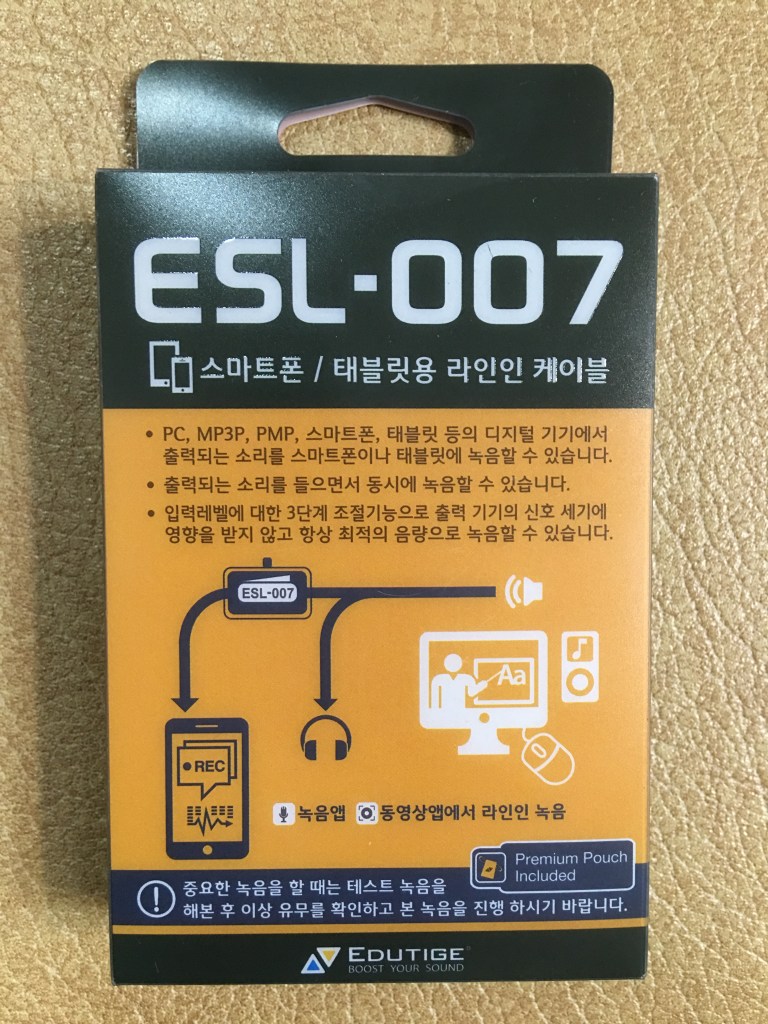 ESL-007
스마트폰 / 태블릿용 라인인 케이블
• PC, MP3P, PMP, 스마트폰, 태블릿 등의 디지털 기기에서
출력되는 소리를 스마트폰이나 태블릿에 녹음할 수 있습니다.
• 출력되는 소리를 들으면서 동시에 녹음할 수 있습니다.
• 입력레벨에 대한 3단계 조절기능으로 출력 기기의 신호 세기에
영향을 받지 않고 항상 최적의 음량으로 녹음할 수 있습니다.
ESL-007
Aa
REC
녹음앱 동영상앱에서 라인인 녹음
Premium Pouch
Included
중요한 녹음을 할 때는 테스트 녹음을
해본 후 이상 유무를 확인하고 본 녹음을 진행 하시기 바랍니다.
EDUTIGE®
BOOST YOUR SOUND